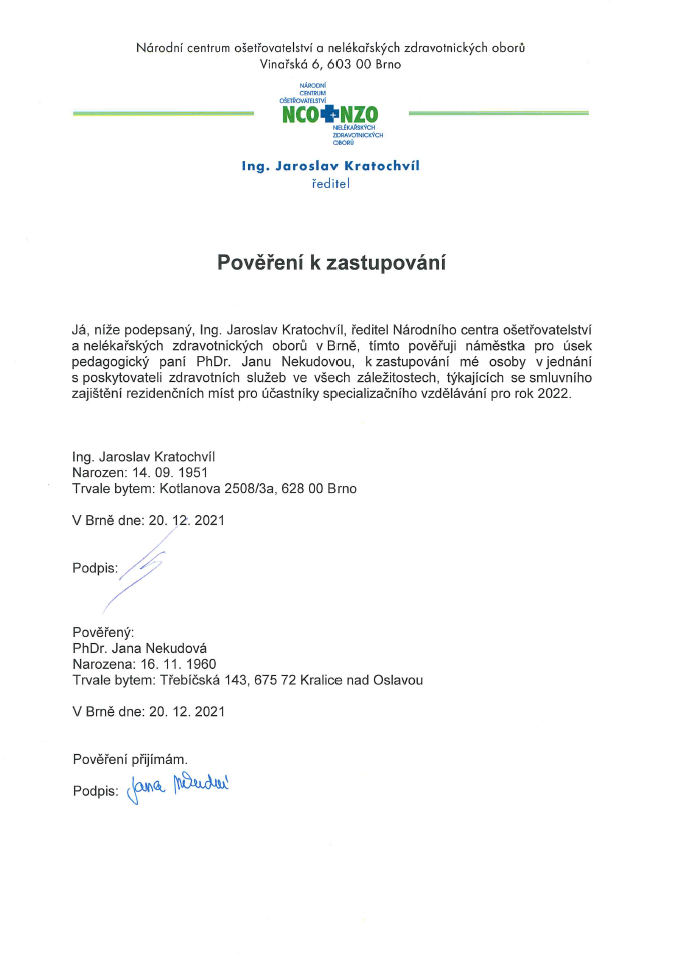 Národní centrum ošetřovatelství a nelékařských zdravotnických oborů
Vinařská 6, 603 00 Brno
NÁRODNÍ
CENTRUM
OŠETŘOVATELSTVÍ
NCO NZO
NELÉKAŘSKÝCH
ZDRAVOTNICKÝCH
OBORŮ
Ing. Jaroslav Kratochvíl
ředitel
Pověření k zastupování
Já, níže podepsaný, Ing. Jaroslav Kratochvíl, ředitel Národního centra ošetřovatelství
a nelékařských zdravotnických oborů v Brně, tímto pověřuji náměstka pro úsek
pedagogický paní PhDr. Janu Nekudovou, k zastupování mé osoby v jednání
s poskytovateli zdravotních služeb ve všech záležitostech, týkajících se smluvního
zajištění rezidenčních míst pro účastníky specializačního vzdělávání pro rok 2022.
Ing. Jaroslav Kratochvíl
Narozen: 14. 09. 1951
Trvale bytem: Kotlanova 2508/3a, 628 00 Brno
V Brně dne: 20. 12. 2021
Podpis:
Pověřený:
PhDr. Jana Nekudová
Narozena: 16. 11. 1960
Trvale bytem: Třebíčská 143, 675 72 Kralice nad Oslavou
V Brně dne: 20. 12. 2021
Pověření přijímám.
Podpis: Jana